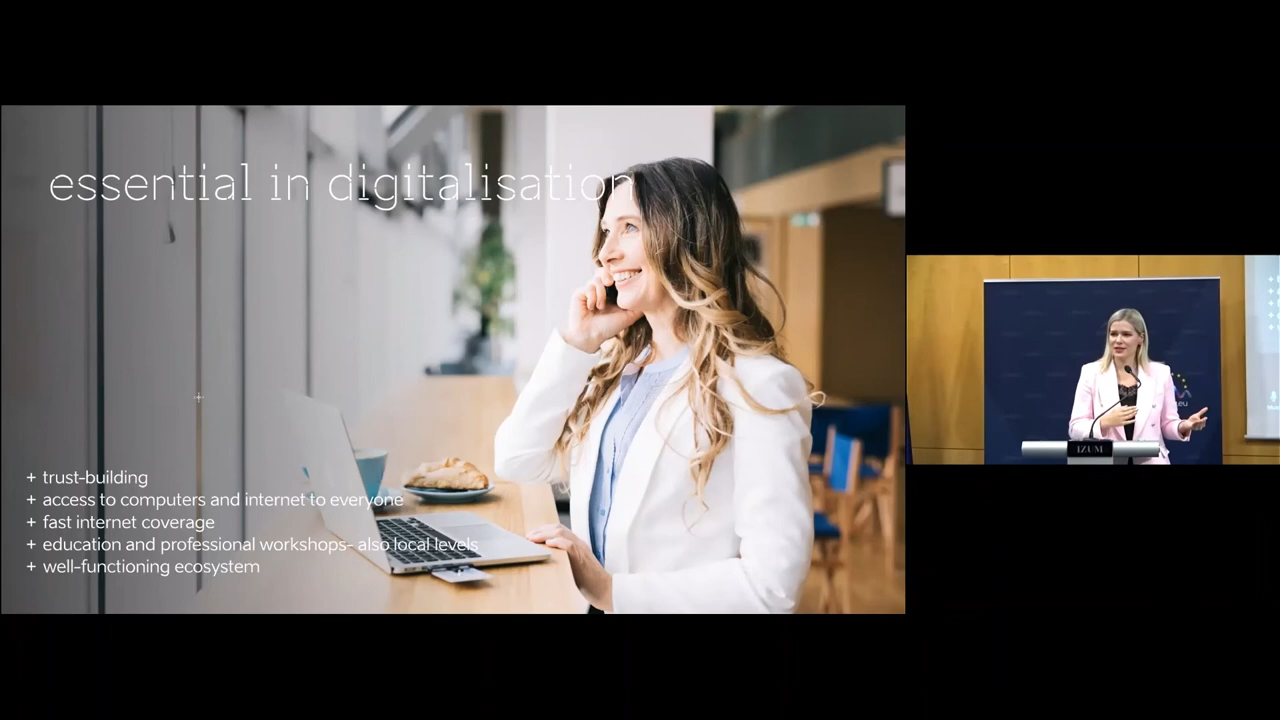 essential in digitalisation
+ trust-building
+ access to computers and internet to everyone
+ fast internet coverage
+ education and professional workshops- also local levels
+ well-functioning ecosystem
IZUM
.eu